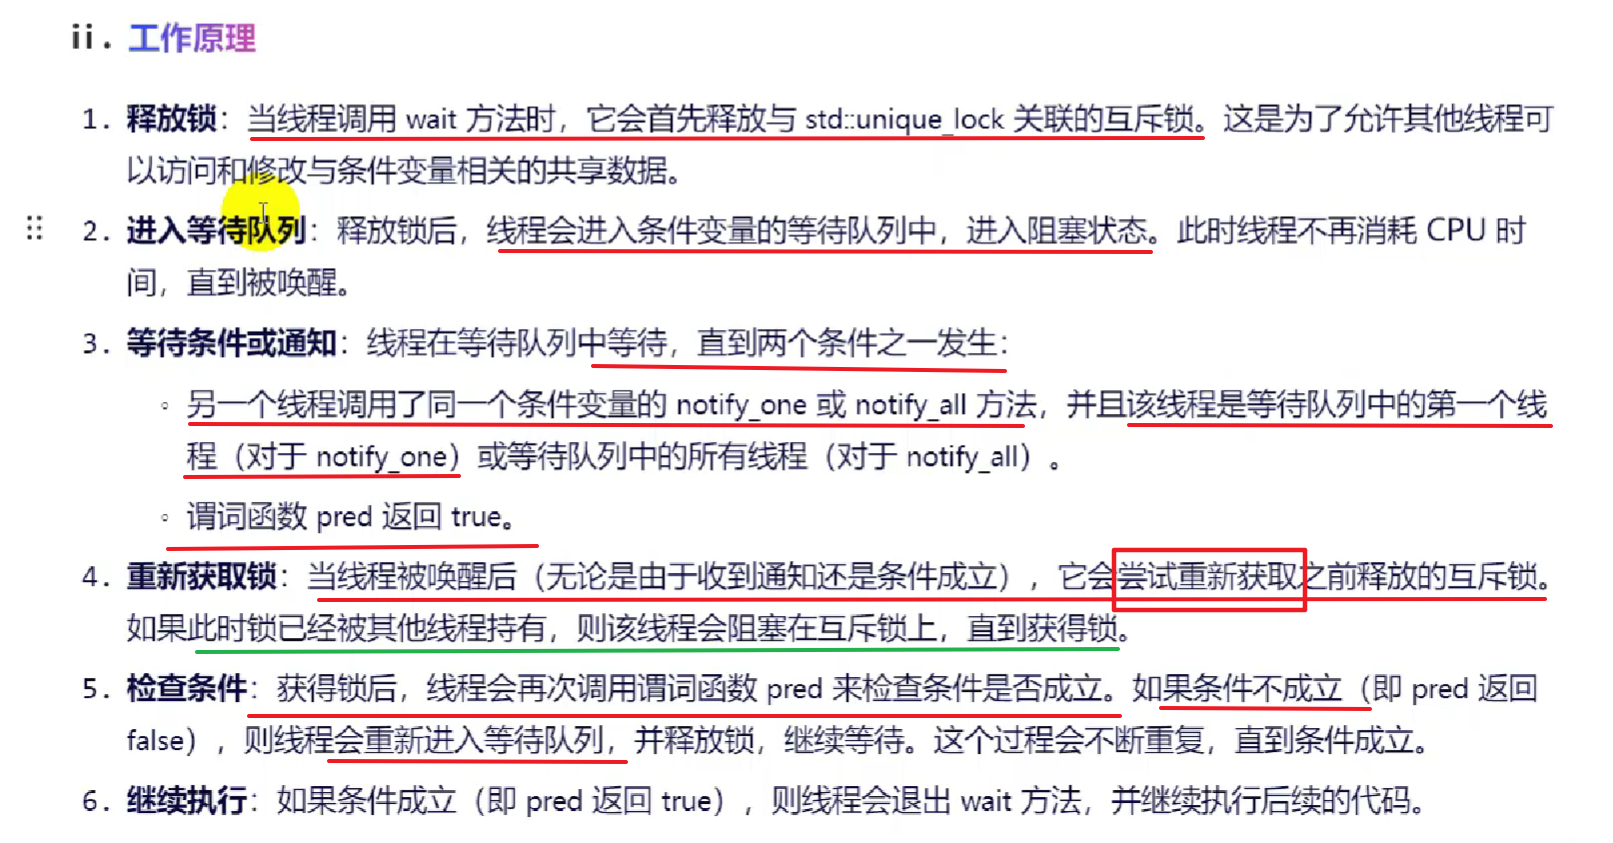 ii. 工作原理
1. 释放锁：当线程调用 wait 方法时，它会首先释放与 std::unique_lock 关联的互斥锁。这是为了允许其他线程可
以访问和修改与条件变量相关的共享数据。
2. 进入等待队列：释放锁后，线程会进入条件变量的等待队列中，进入阻塞状态。此时线程不再消耗 CPU 时
间，直到被唤醒。
3. 等待条件或通知：线程在等待队列中等待，直到两个条件之一发生：
◦ 另一个线程调用了同一个条件变量的 notify_one 或 notify_all 方法，并且该线程是等待队列中的第一个线
程（对于 notify_one）或等待队列中的所有线程（对于 notify_all）。
◦ 谓词函数 pred 返回 true。
4. 重新获取锁：当线程被唤醒后（无论是由于收到通知还是条件成立），它会尝试重新获取之前释放的互斥锁。
如果此时锁已经被其他线程持有，则该线程会阻塞在互斥锁上，直到获得锁。
5. 检查条件：获得锁后，线程会再次调用谓词函数 pred 来检查条件是否成立。如果条件不成立（即 pred 返回
false），则线程会重新进入等待队列，并释放锁，继续等待。这个过程会不断重复，直到条件成立。
6. 继续执行：如果条件成立（即 pred 返回 true），则线程会退出 wait 方法，并继续执行后续的代码。